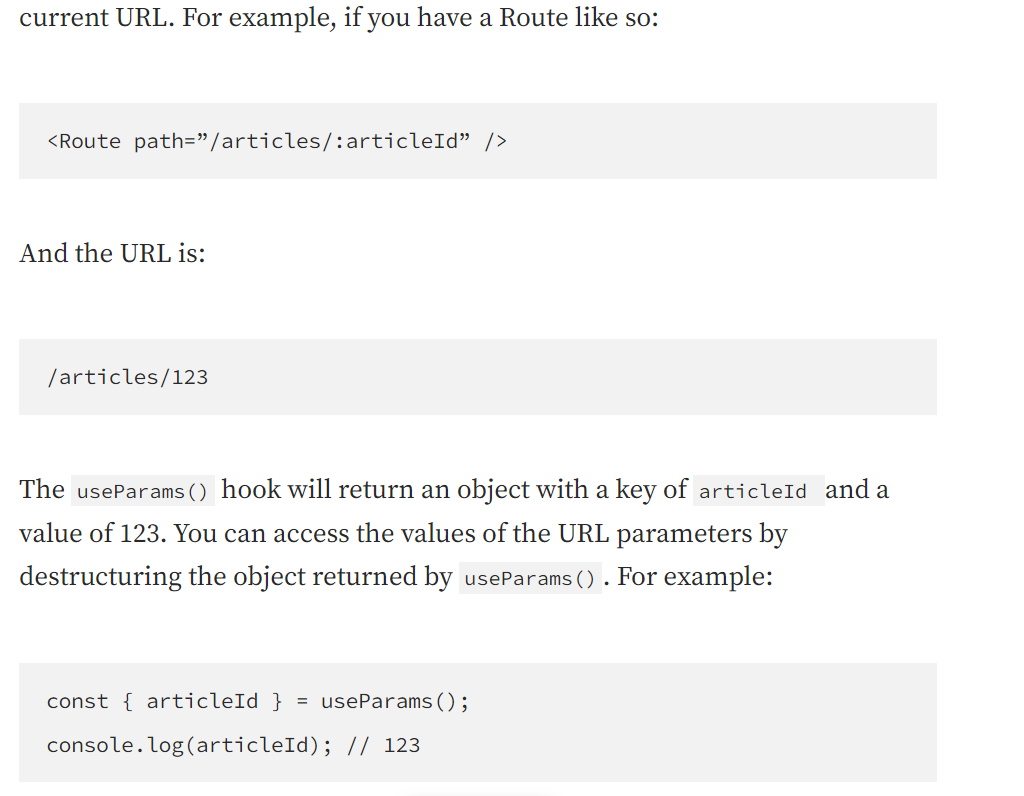 current URL. For example, if you have a Route like so:
<Route path=”/articles/:articleId” />
And the URL is:
/articles/123
The useParams() hook will return an object with a key of articleId and a
value of 123. You can access the values of the URL parameters by
destructuring the object returned by useParams() . For example:
const { articleId } = useParams();
console.log(articleId); // 123